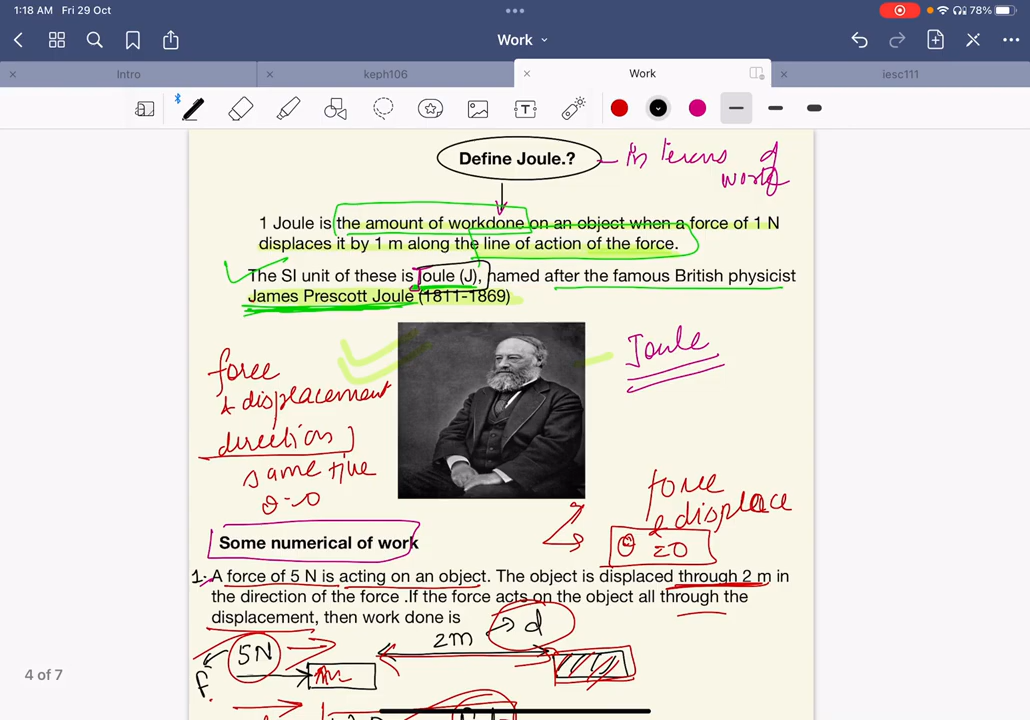 1:18 AM Fri 29 Oct
78%
Work
Intro
keph106
Work
iesc111
Define Joule.?
In terms of
work
1 Joule is the amount of workdone on an object when a force of 1 N
displaces it by 1 m along the line of action of the force.
The SI unit of these is Joule (J), named after the famous British physicist
James Prescott Joule (1811-1869)
Joule
force
& displacement
direction
same +ive
θ=0
force
& displace
θ =0
Some numerical of work
1. A force of 5 N is acting on an object. The object is displaced through 2 m in
the direction of the force .If the force acts on the object all through the
displacement, then work done is
2m → d
5N
F
4 of 7